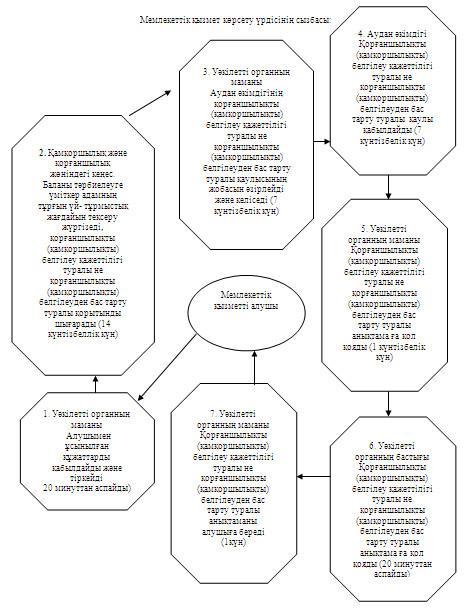 Мемлекеттік қызмет көрсету үрдісінің сызбасы:
1. Уәкілетті органның
маманы
Алушымен
ұсынылған
құжаттарды
қабылдайды және
тіркейді
20 минуттан аспайды)
2. Қамқоршылық және
қорғаншылық
жөніндегі кеңес.
Баланы тәрбиелеуге
үміткер адамның
тұрғын үй- тұрмыстық
жағдайын тексеру
жүргізеді,
қорғаншылықты
(қамқоршылықты)
белгілеу қажеттілігі
туралы не
қорғаншылықты
(қамқоршылықты)
белгілеуден бас тарту
туралы қорытынды
шығарады (14
күнтізбеллік күн)
3. Уәкілетті органның
маманы
Аудан әкімдігінің
қорғаншылықты
(қамқоршылықты)
белгілеу қажеттілігі
туралы не
қорғаншылықты
(қамқоршылықты)
белгілеуден бас тарту
туралы қаулысының
жобасын әзірлейді
және келіседі (7
күнтізбелік күн)
4. Аудан әкімдігі
Қорғаншылықты
(қамқоршылықты)
белгілеу қажеттілігі
туралы не
қорғаншылықты
(қамқоршылықты)
белгілеуден бас
тарту туралы қаулы
қабылдайды (7
күнтізбелік күн)
5. Уәкілетті
органның маманы
Қорғаншылықты
(қамқоршылықты)
белгілеу қажеттілігі
туралы не
қорғаншылықты
(қамқоршылықты)
белгілеуден бас
тарту туралы
анықтама ға қол
қояды (1 күнтізбелік
күн)
6. Уәкілетті
органның бастығы
Қорғаншылықты
(қамқоршылықты)
белгілеу қажеттілігі
туралы не
қорғаншылықты
(қамқоршылықты)
белгілеуден бас
тарту туралы
анықтама ға қол
қояды (20 минуттан
аспайды)
7. Уәкілетті
органның маманы
Қорғаншылықты
(қамқоршылықты)
белгілеу қажеттілігі
туралы не
қорғаншылықты
(қамқоршылықты)
белгілеуден бас
тарту туралы
анықтаманы
алушыға береді
(1күн)
Мемлекеттік
қызметті алушы